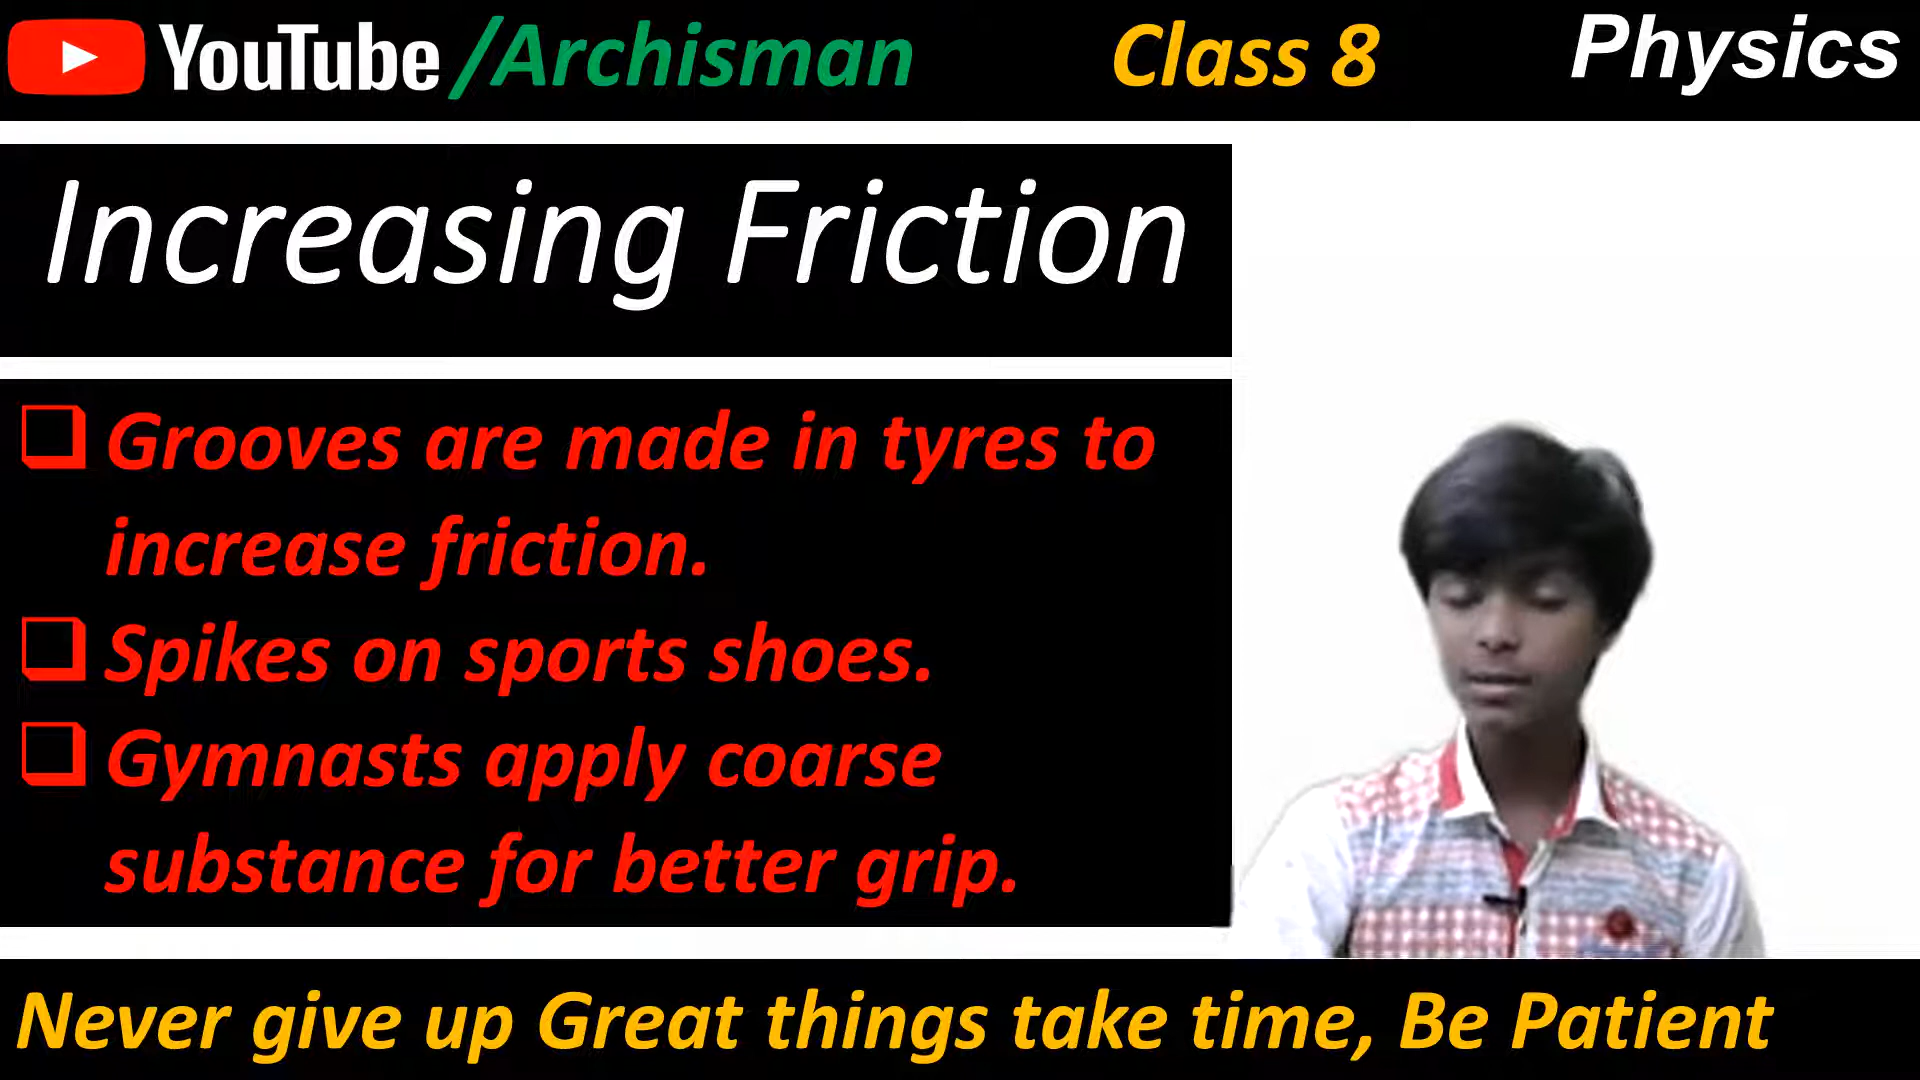 YouTube/Archisman Class 8 Physics
Increasing Friction
Grooves are made in tyres to
increase friction.
Spikes on sports shoes.
Gymnasts apply coarse
substance for better grip.
Never give up Great things take time, Be Patient